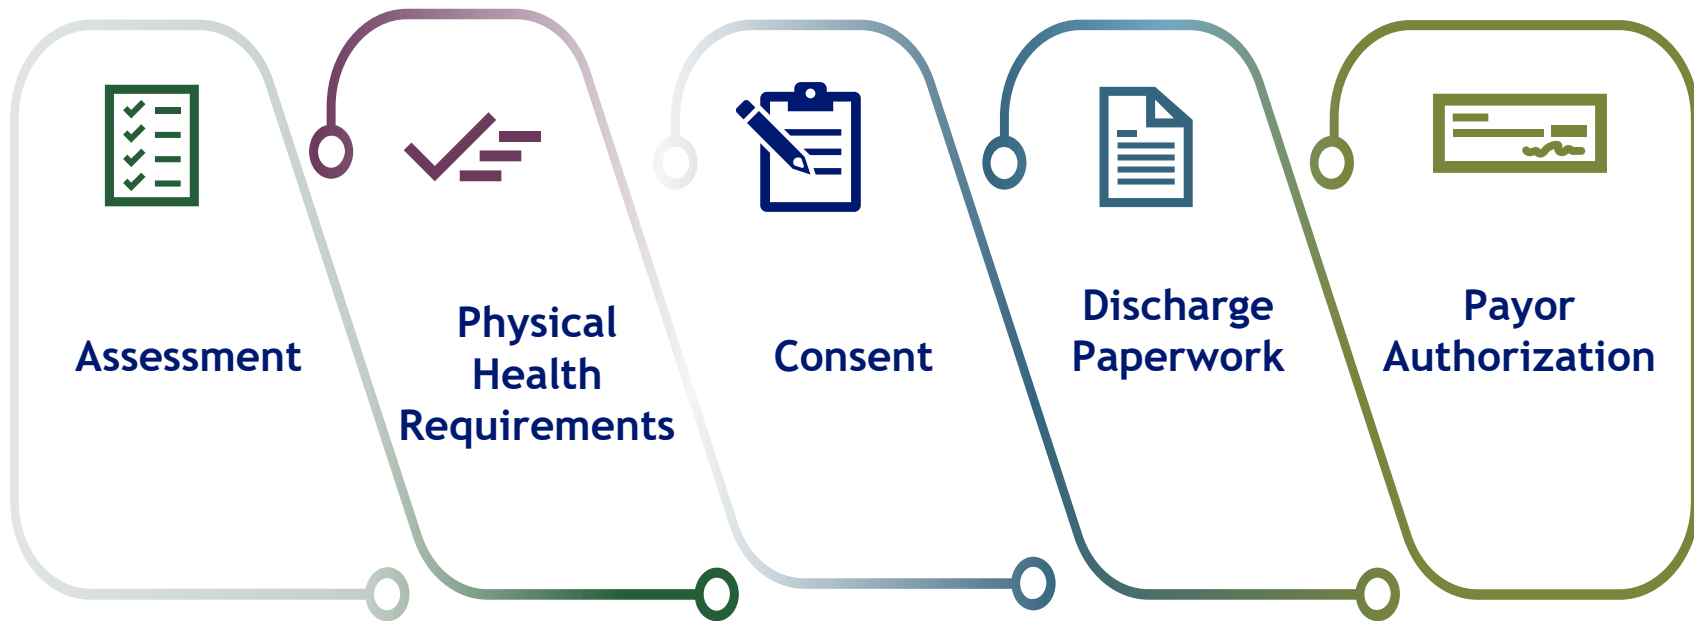 Assessment
Physical
Health
Requirements
Consent
Discharge
Paperwork
Payor
Authorization